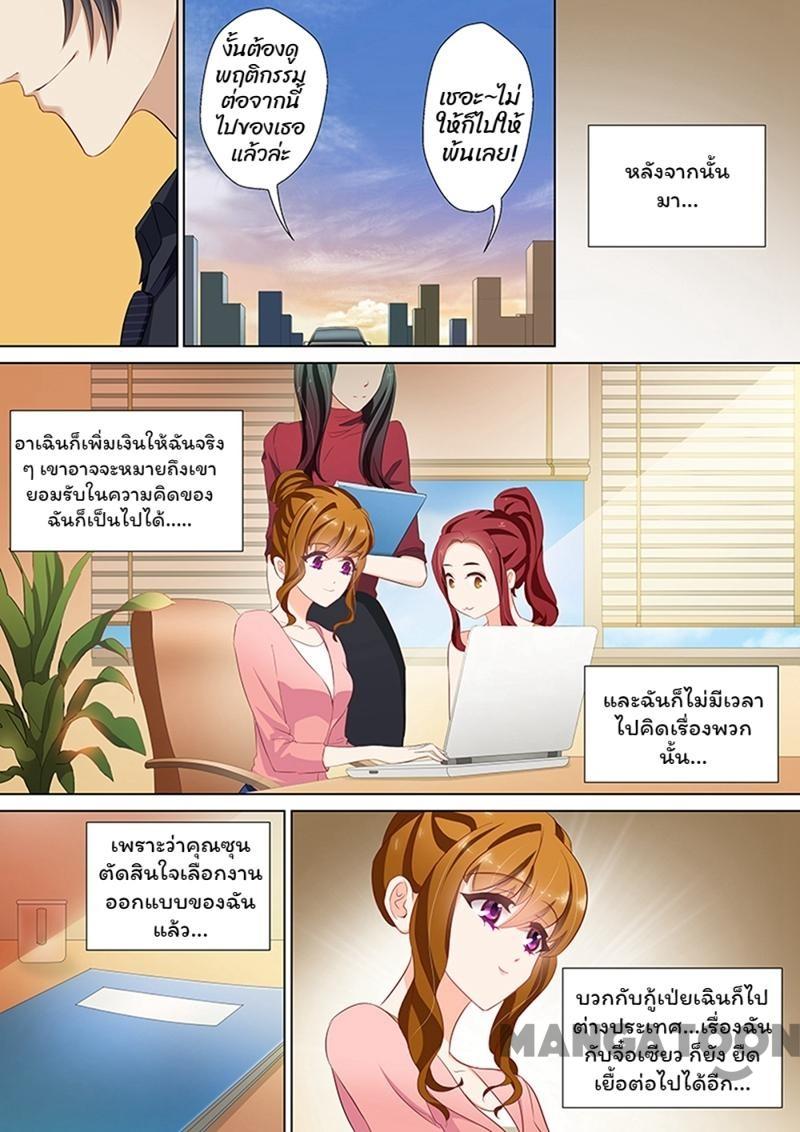 งั้นต้องดู
พฤติกรรม
ต่อจากนี้
ไปของเธอ
แล้วล่ะ
เชอะ~ไม่
ให้ก็ไปให้
พ้นเลย!
หลังจากนั้น
มา...
อาเฉินก็เพิ่มเงินให้ฉันจริง
ๆ เขาอาจจะหมายถึงเขา
ยอมรับในความคิดของ
ฉันก็เป็นไปได้.....
และฉันก็ไม่มีเวลา
ไปคิดเรื่องพวก
นั้น...
เพราะว่าคุณซุน
ตัดสินใจเลือกงาน
ออกแบบของฉัน
แล้ว...
บวกกับกู้เป่ยเฉินก็ไป
ต่างประเทศ...เรื่องฉัน
กับจื่อเซียว ก็ยัง ยืด
เยื้อต่อไปได้อีก...
MANGATOON